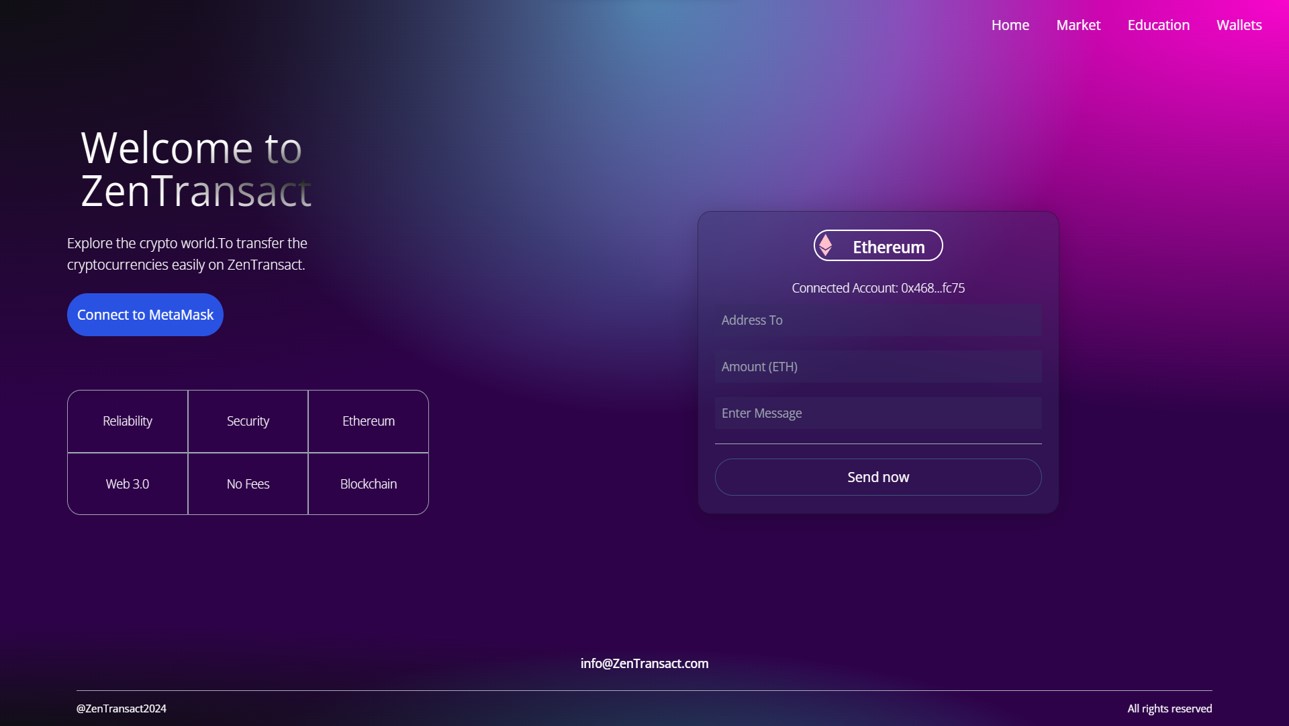 Home Market Education Wallets
Welcome to
ZenTransact
Explore the crypto world.To transfer the
cryptocurrencies easily on ZenTransact.
Connect to MetaMask
Reliability Security Ethereum
Web 3.0 No Fees Blockchain
Ethereum
Connected Account: 0x468...fc75
Address To
Amount (ETH)
Enter Message
Send now
info@ZenTransact.com
@ZenTransact2024
All rights reserved